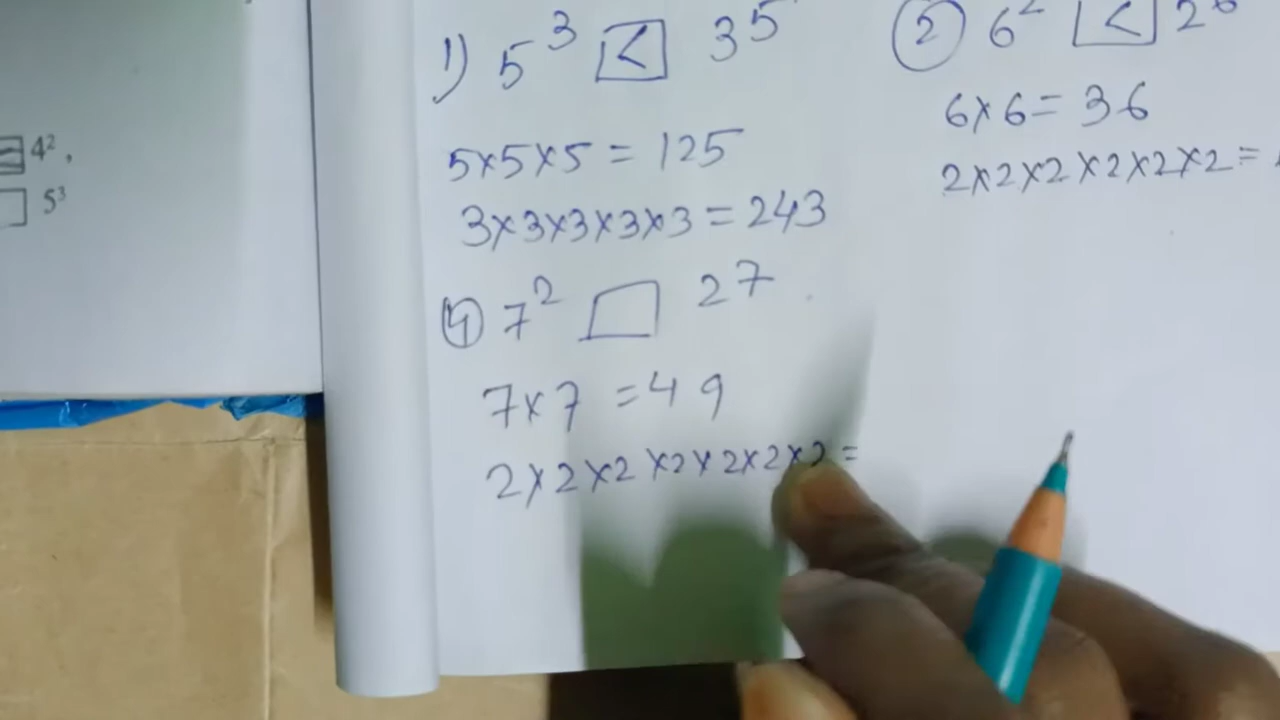 4²,
5³
1) 5³ < 3⁵
5×5×5 = 125
3×3×3×3×3 = 243
④ 7² □ 2⁷
7×7 = 49
2×2×2×2×2×2×2 =
② 6² < 2⁶
6×6 = 36
2×2×2×2×2×2 =